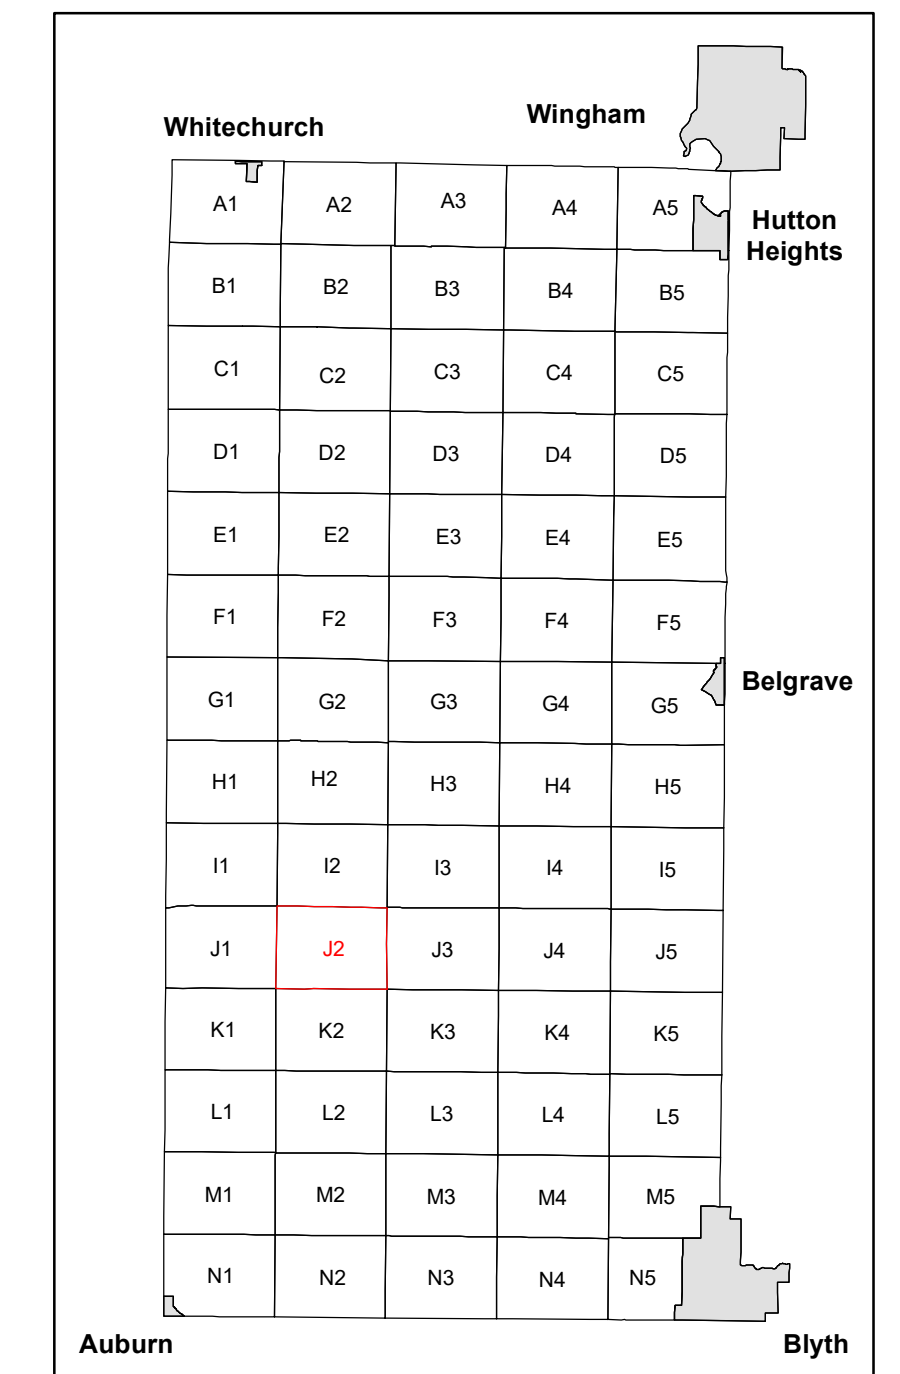 Wingham
Whitechurch
A1 A2 A3 A4 A5
Hutton
Heights
B1 B2 B3 B4 B5
C1 C2 C3 C4 C5
D1 D2 D3 D4 D5
E1 E2 E3 E4 E5
F1 F2 F3 F4 F5
Belgrave
G1 G2 G3 G4 G5
H1 H2 H3 H4 H5
I1 I2 I3 I4 I5
J1 J2 J3 J4 J5
K1 K2 K3 K4 K5
L1 L2 L3 L4 L5
M1 M2 M3 M4 M5
N1 N2 N3 N4 N5
Auburn Blyth